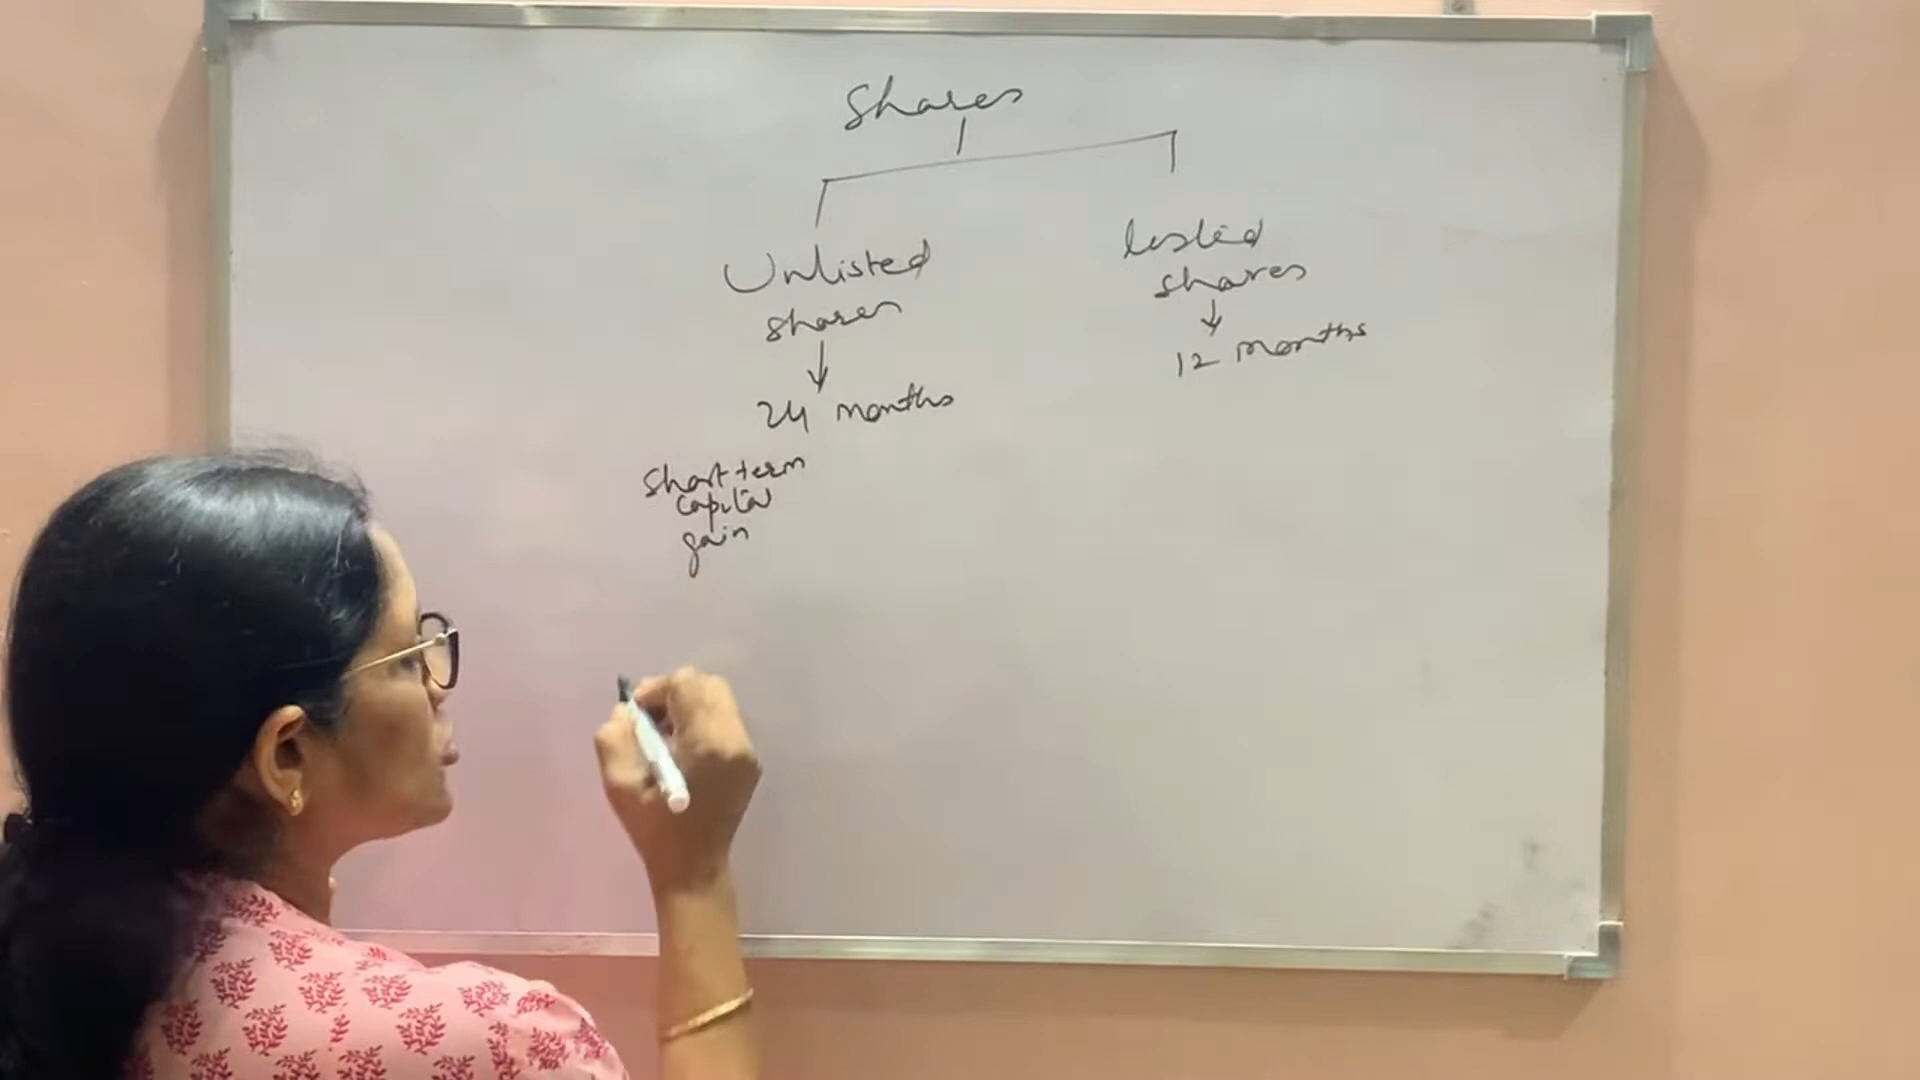 Shares
Unlisted
shares
24 months
Short term
capital
gain
listed
shares
12 months